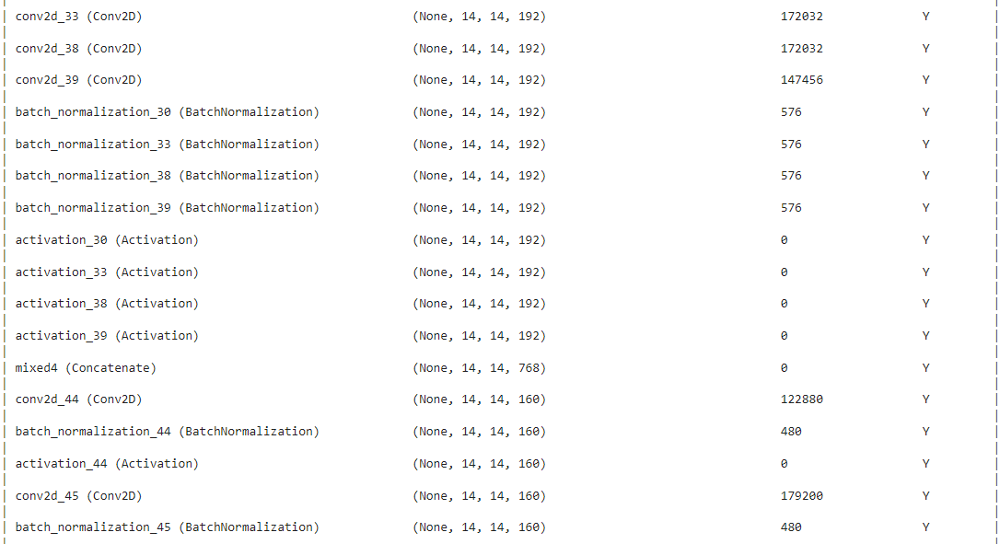 conv2d_33 (Conv2D) (None, 14, 14, 192) 172032 Y
conv2d_38 (Conv2D) (None, 14, 14, 192) 172032 Y
conv2d_39 (Conv2D) (None, 14, 14, 192) 147456 Y
batch_normalization_30 (BatchNormalization) (None, 14, 14, 192) 576 Y
batch_normalization_33 (BatchNormalization) (None, 14, 14, 192) 576 Y
batch_normalization_38 (BatchNormalization) (None, 14, 14, 192) 576 Y
batch_normalization_39 (BatchNormalization) (None, 14, 14, 192) 576 Y
activation_30 (Activation) (None, 14, 14, 192) 0 Y
activation_33 (Activation) (None, 14, 14, 192) 0 Y
activation_38 (Activation) (None, 14, 14, 192) 0 Y
activation_39 (Activation) (None, 14, 14, 192) 0 Y
mixed4 (Concatenate) (None, 14, 14, 768) 0 Y
conv2d_44 (Conv2D) (None, 14, 14, 160) 122880 Y
batch_normalization_44 (BatchNormalization) (None, 14, 14, 160) 480 Y
activation_44 (Activation) (None, 14, 14, 160) 0 Y
conv2d_45 (Conv2D) (None, 14, 14, 160) 179200 Y
batch_normalization_45 (BatchNormalization) (None, 14, 14, 160) 480 Y